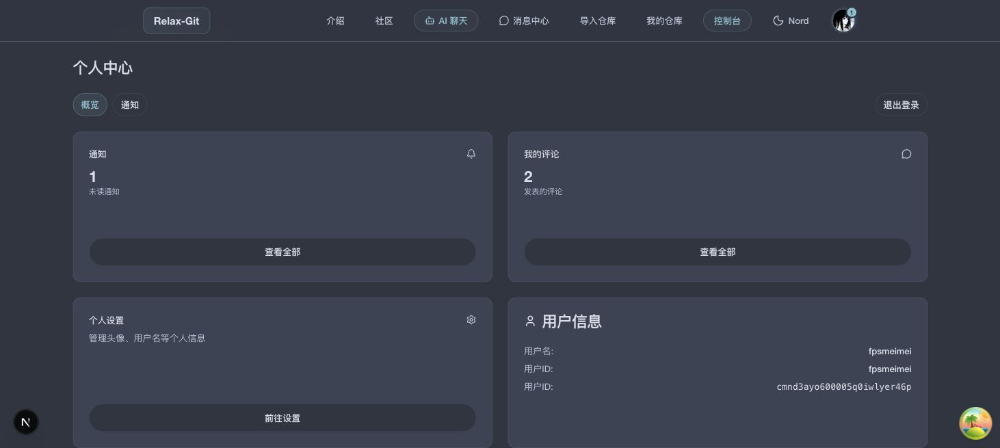 Relax-Git
介绍
社区
AI 聊天
消息中心
导入仓库
我的仓库
控制台
Nord
1
个人中心
概览
通知
退出登录
通知
1
未读通知
查看全部
我的评论
2
发表的评论
查看全部
个人设置
管理头像、用户名等个人信息
前往设置
用户信息
用户名: fpsmeimei
用户ID: fpsmeimei
用户ID: cmnd3ayo600005q0iwlyer46p
N